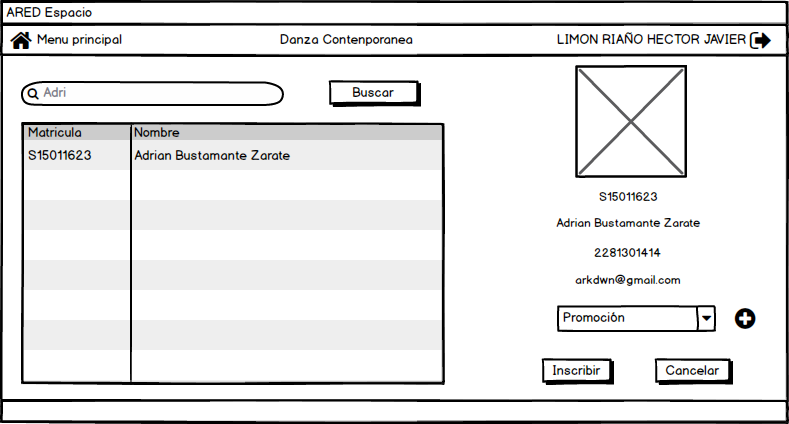 ARED Espacio
Menu principal
Danza Contenporanea
LIMON RIAÑO HECTOR JAVIER
Adri
Buscar
Matricula Nombre
S15011623 Adrian Bustamante Zarate
S15011623
Adrian Bustamante Zarate
2281301414
arkdwn@gmail.com
Promoción
Inscribir
Cancelar